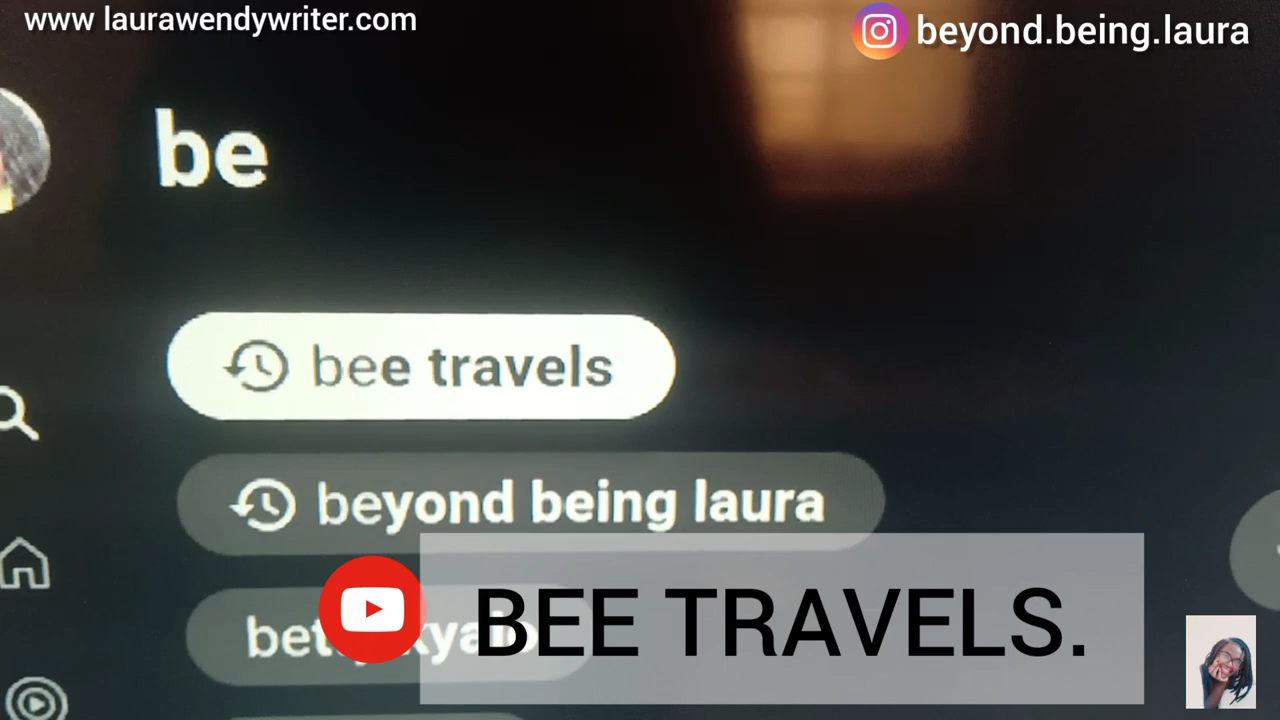 www laurawendywriter.com
beyond.being.laura
be
bee travels
beyond being laura
BEE TRAVELS.